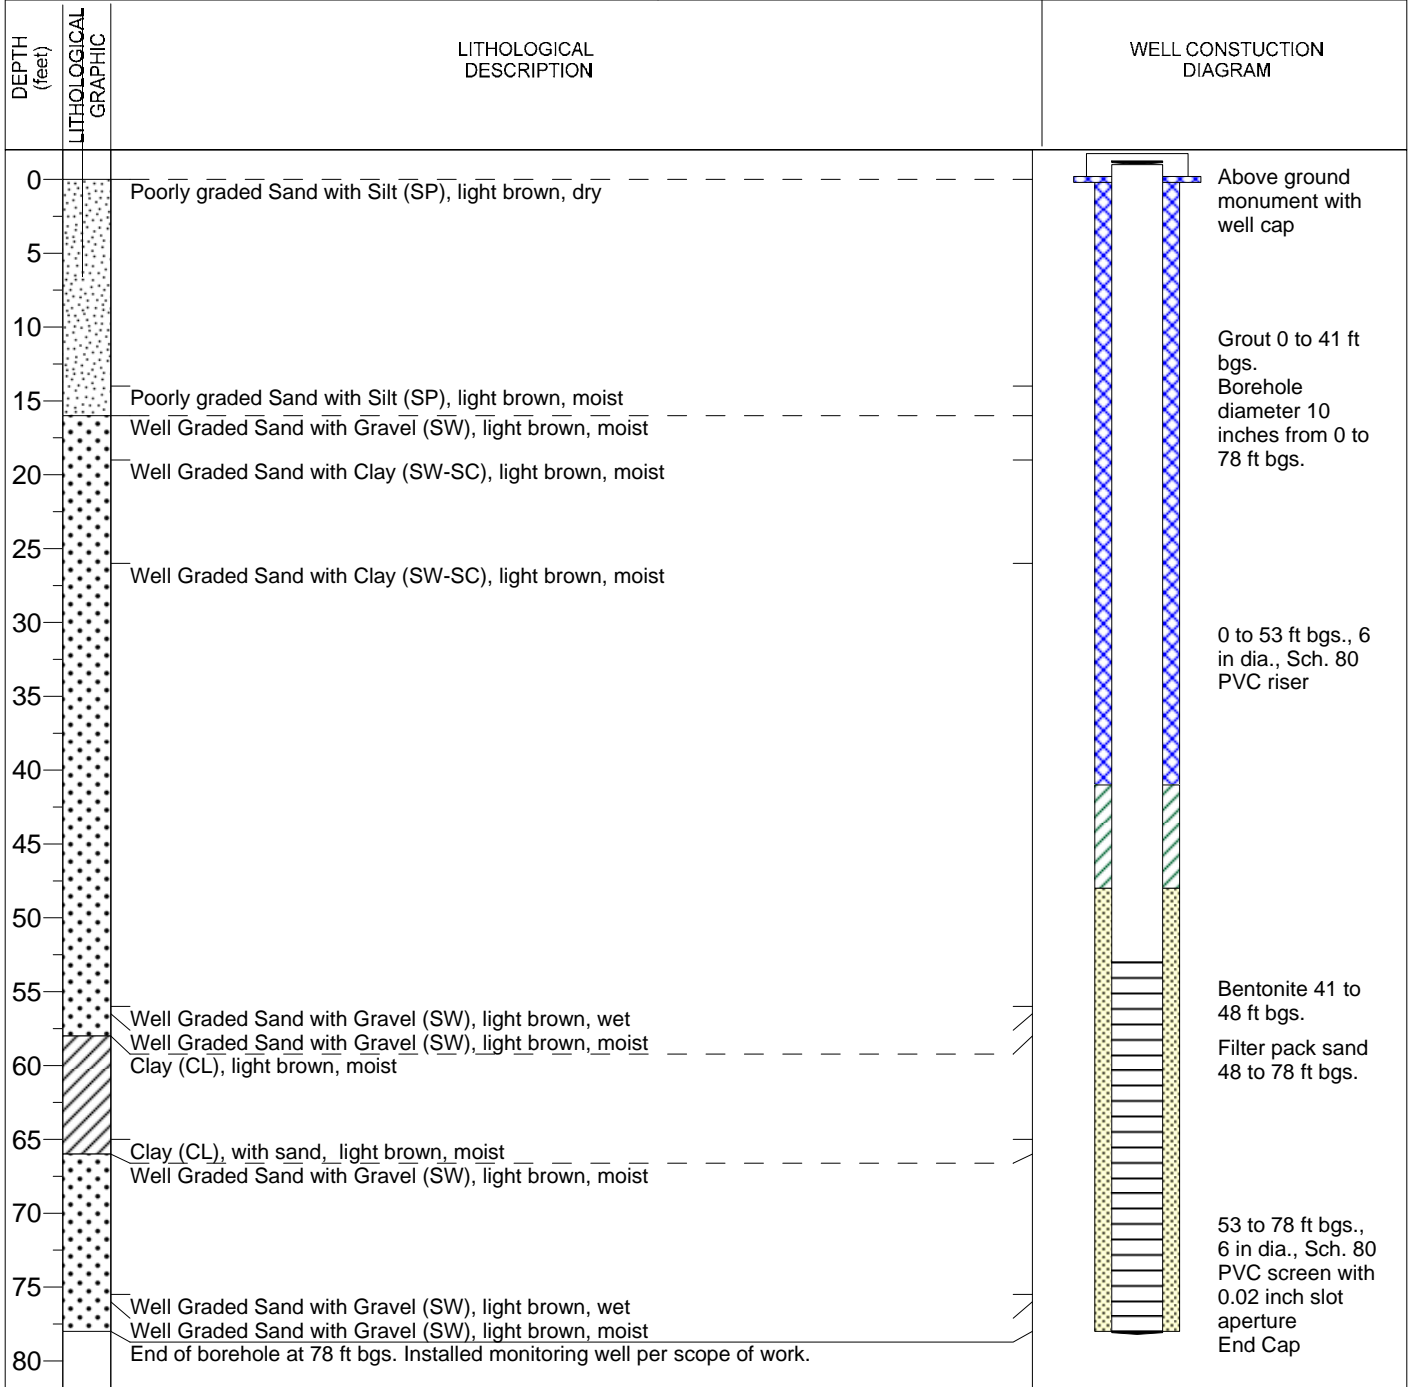 DEPTH
(feet)
LITHOLOGICAL
GRAPHIC
LITHOLOGICAL
DESCRIPTION
WELL CONSTUCTION
DIAGRAM
0
5
10
15
20
25
30
35
40
45
50
55
60
65
70
75
80
Poorly graded Sand with Silt (SP), light brown, dry
Poorly graded Sand with Silt (SP), light brown, moist
Well Graded Sand with Gravel (SW), light brown, moist
Well Graded Sand with Clay (SW-SC), light brown, moist
Well Graded Sand with Clay (SW-SC), light brown, moist
Well Graded Sand with Gravel (SW), light brown, wet
Well Graded Sand with Gravel (SW), light brown, moist
Clay (CL), light brown, moist
Clay (CL), with sand, light brown, moist
Well Graded Sand with Gravel (SW), light brown, moist
Well Graded Sand with Gravel (SW), light brown, wet
Well Graded Sand with Gravel (SW), light brown, moist
End of borehole at 78 ft bgs. Installed monitoring well per scope of work.
Above ground
monument with
well cap
Grout 0 to 41 ft
bgs.
Borehole
diameter 10
inches from 0 to
78 ft bgs.
0 to 53 ft bgs., 6
in dia., Sch. 80
PVC riser
Bentonite 41 to
48 ft bgs.
Filter pack sand
48 to 78 ft bgs.
53 to 78 ft bgs.,
6 in dia., Sch. 80
PVC screen with
0.02 inch slot
aperture
End Cap